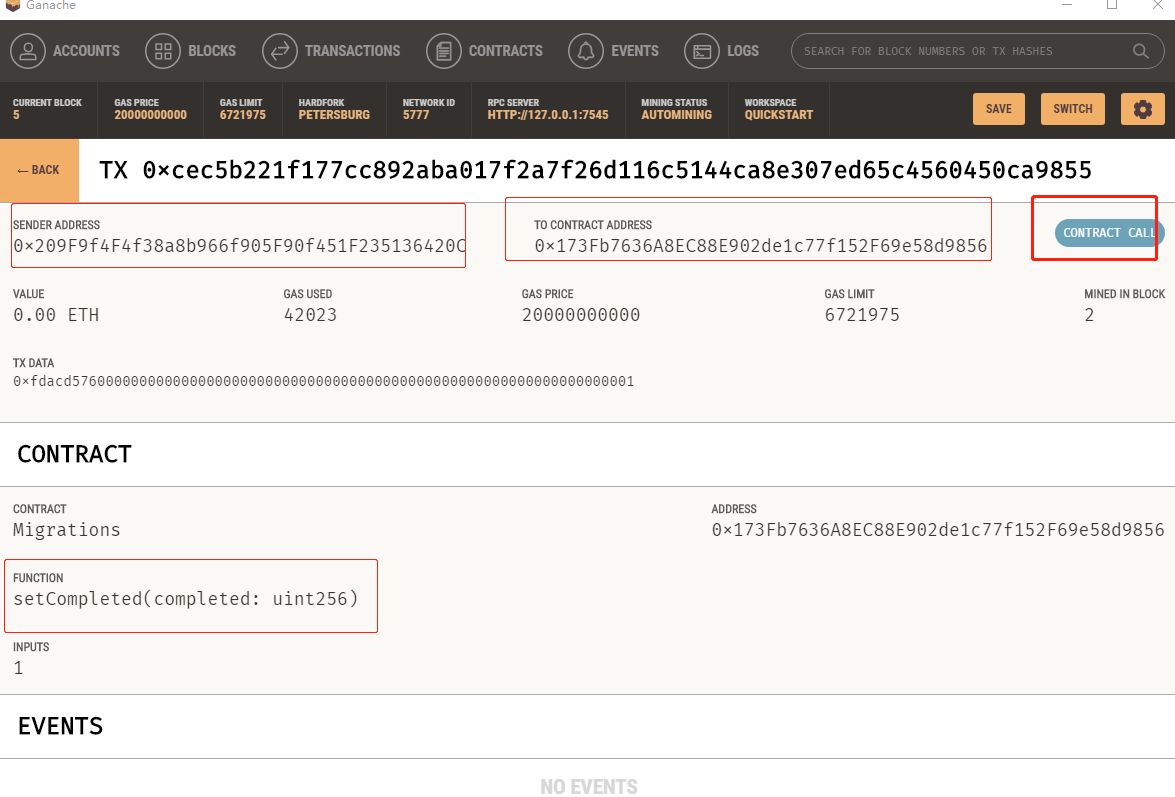 Ganache
ACCOUNTS BLOCKS TRANSACTIONS CONTRACTS EVENTS LOGS SEARCH FOR BLOCK NUMBERS OR TX HASHES
CURRENT BLOCK GAS PRICE GAS LIMIT HARDFORK NETWORK ID RPC SERVER MINING STATUS WORKSPACE
5 20000000000 6721975 PETERSBURG 5777 HTTP://127.0.0.1:7545 AUTOMINING QUICKSTART
SAVE SWITCH
← BACK TX 0×cec5b221f177cc892aba017f2a7f26d116c5144ca8e307ed65c4560450ca9855
SENDER ADDRESS TO CONTRACT ADDRESS
0×209F9f4F4f38a8b966f905F90f451F235136420C 0×173Fb7636A8EC88E902de1c77f152F69e58d9856 CONTRACT CALL
VALUE GAS USED GAS PRICE GAS LIMIT MINED IN BLOCK
0.00 ETH 42023 20000000000 6721975 2
TX DATA
0×fdacd5760000000000000000000000000000000000000000000000000000000000000001
CONTRACT
CONTRACT ADDRESS
Migrations 0×173Fb7636A8EC88E902de1c77f152F69e58d9856
FUNCTION
setCompleted(completed: uint256)
INPUTS
1
EVENTS
NO EVENTS